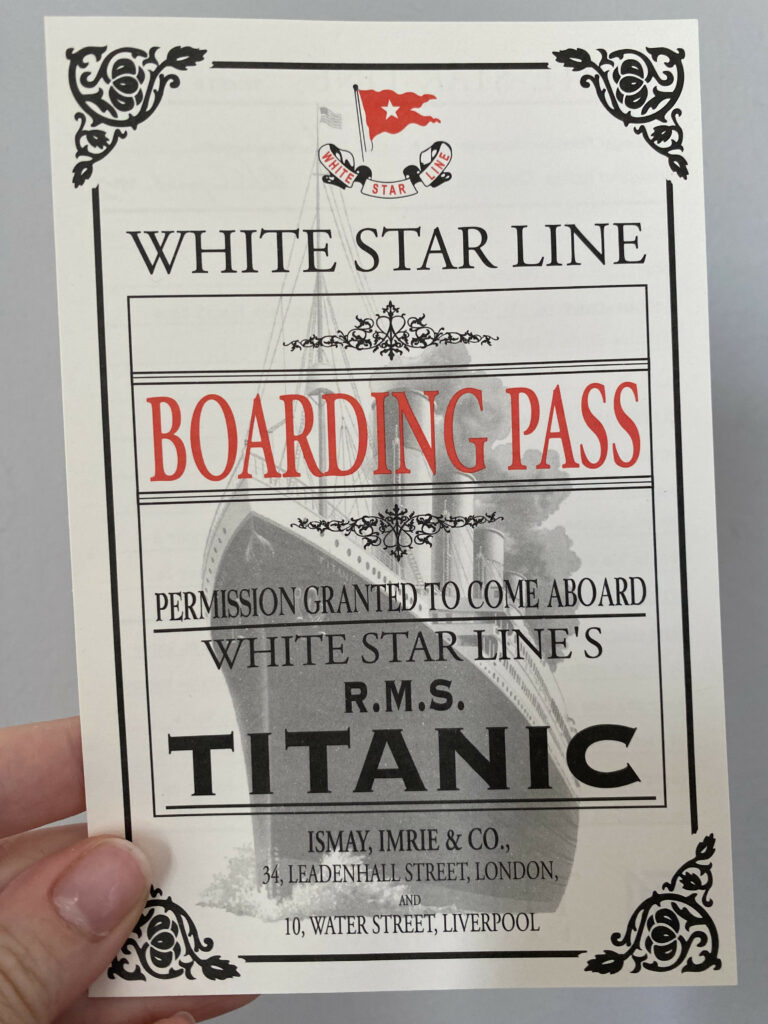 WHITE STAR LINE
WHITE STAR LINE
BOARDING PASS
PERMISSION GRANTED TO COME ABOARD
WHITE STAR LINE'S
R.M.S.
TITANIC
ISMAY, IMRIE & CO.,
34, LEADENHALL STREET, LONDON,
AND
10, WATER STREET, LIVERPOOL